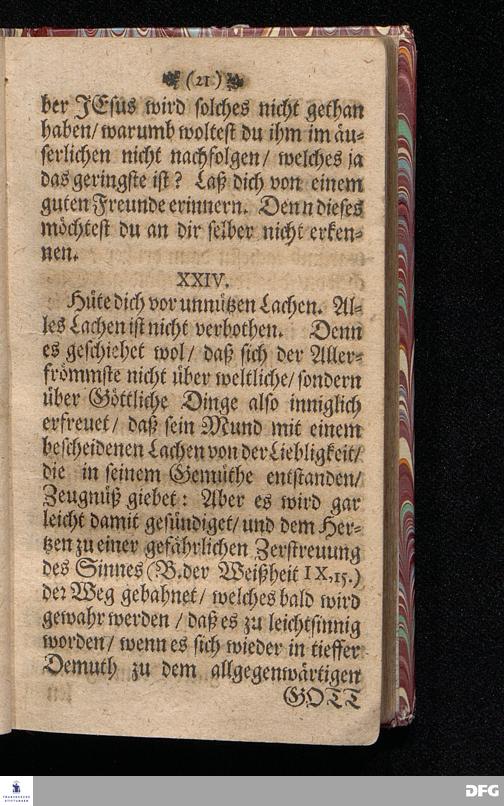 (21)
ber JEsus wird solches nicht gethan
haben/ warumb woltest du ihm im äu-
serlichen nicht nachfolgen/ welches ja
das geringste ist? Laß dich von einem
guten Freunde erinnern. Denn dieses
möchtest du an dir selber nicht erken-
nen.
XXIV.
Hüte dich vor unnützen Lachen. Al-
les Lachen ist nicht verbothen. Denn
es geschiehet wol/ daß sich der Aller-
frömmste nicht über weltliche/ sondern
über Göttliche Dinge also inniglich
erfreuet/ daß sein Mund mit einem
bescheidenen Lachen von der Liebligkeit/
die in seinem Gemüthe entstanden/
Zeugnüß giebet: Aber es wird gar
leicht damit gesündiget/ und dem Her-
tzen zu einer gefährlichen Zerstreuung
des Sinnes (B. der Weißheit IX, 15.)
der Weg gebahnet/ welches bald wird
gewahr werden/ daß es zu leichtsinnig
worden/ wenn es sich wieder in tieffer
Demuth zu dem allgegenwärtigen
GOTT
FRANCKESCHE STIFTUNGEN
DFG